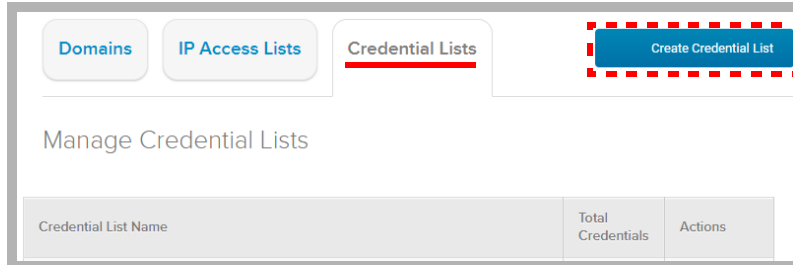 Domains
IP Access Lists
Credential Lists
Create Credential List
Manage Credential Lists
Credential List Name
Total
Credentials
Actions